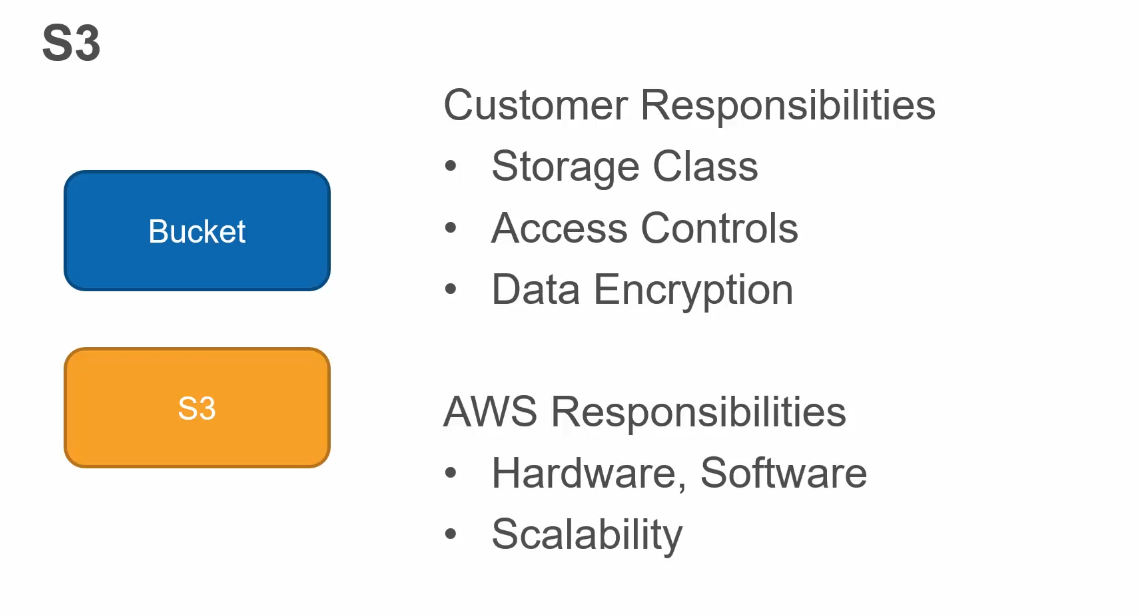 S3
Customer Responsibilities
• Storage Class
Bucket
• Access Controls
• Data Encryption
S3
AWS Responsibilities
• Hardware, Software
• Scalability